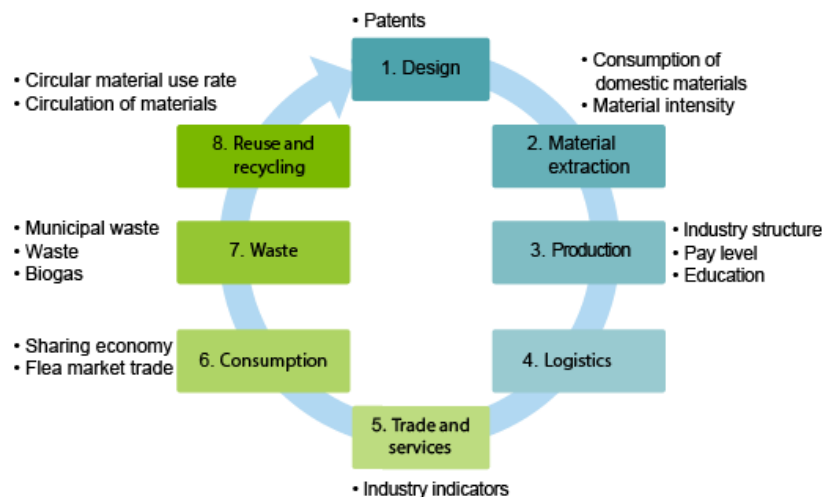 • Patents
1. Design
• Consumption of
domestic materials
• Material intensity
2. Material
extraction
• Industry structure
• Pay level
• Education
3. Production
4. Logistics
5. Trade and
services
• Industry indicators
6. Consumption
• Sharing economy
• Flea market trade
7. Waste
• Municipal waste
• Waste
• Biogas
8. Reuse and
recycling
• Circular material use rate
• Circulation of materials